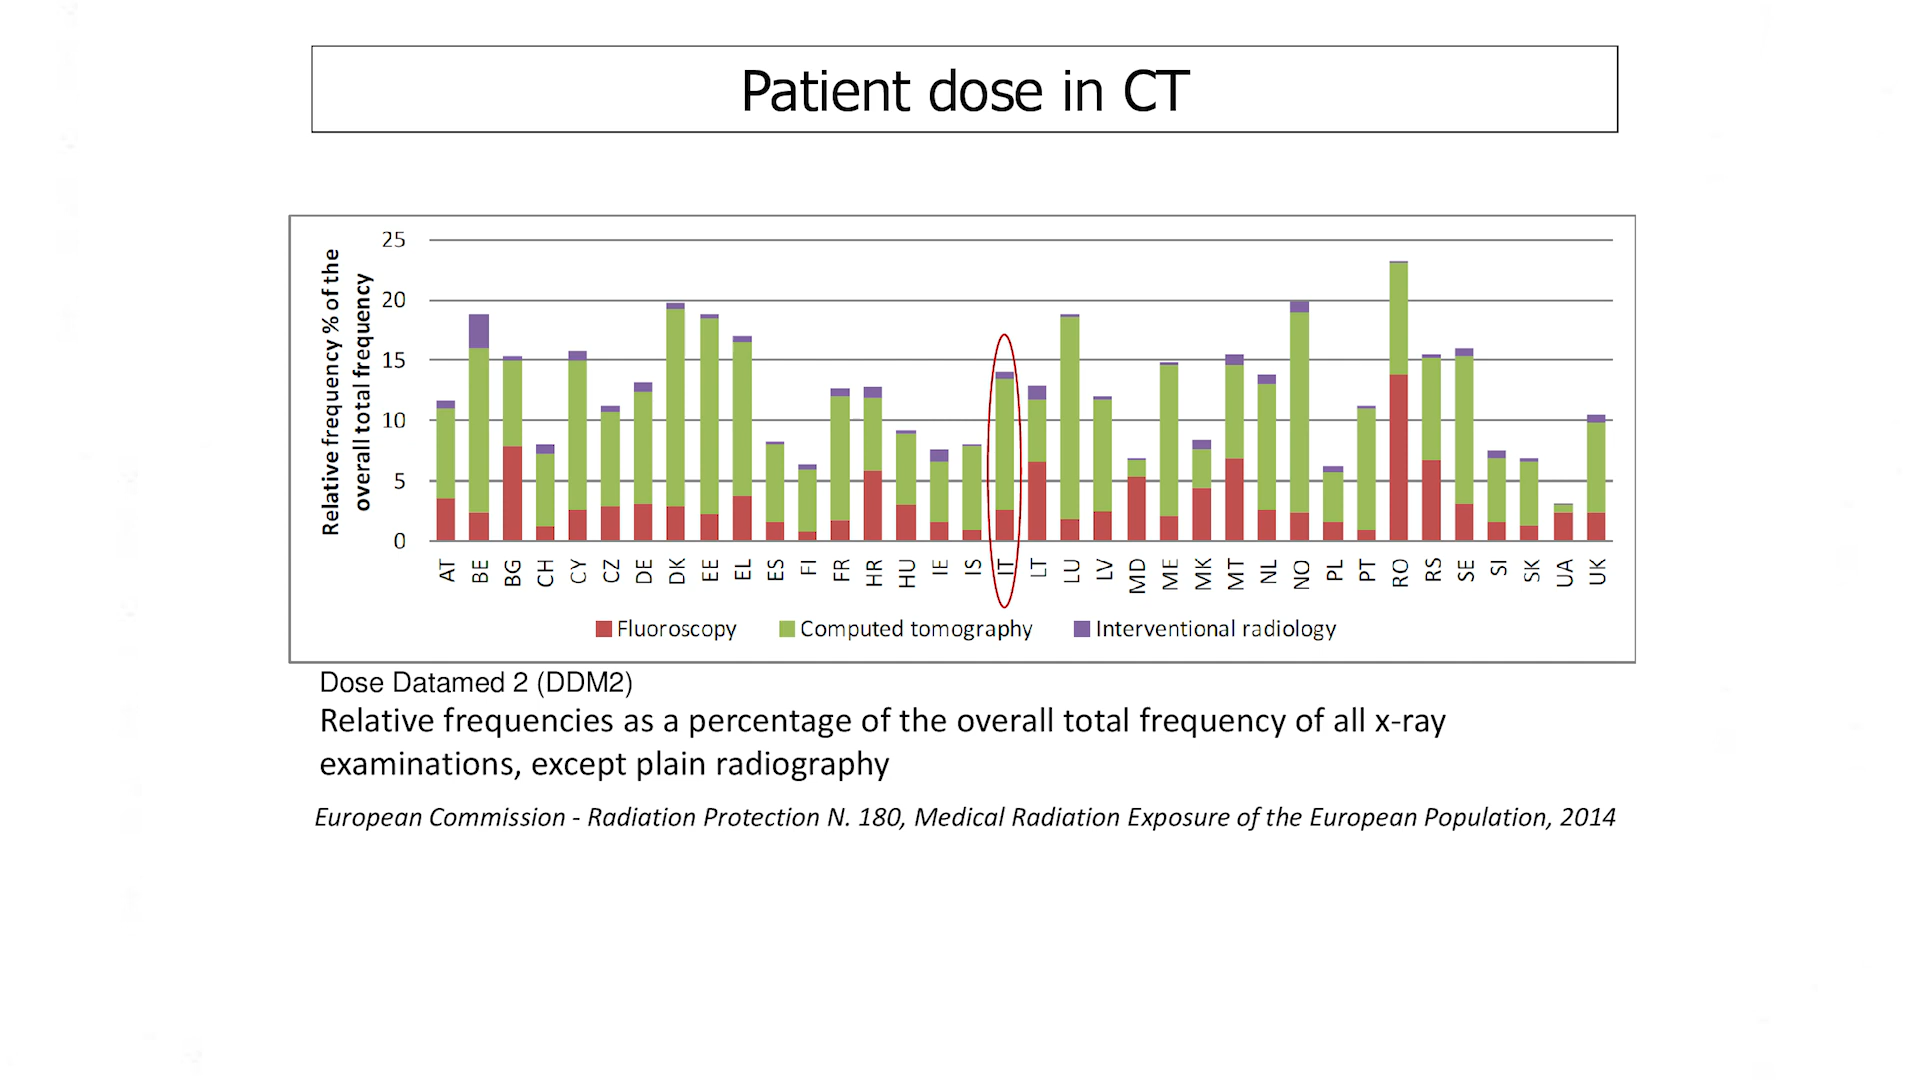 Patient dose in CT
Relative frequency % of the
overall total frequency
25
20
15
10
5
0
AT BE BG CH CY CZ DE DK EE EL ES FI FR HR HU IE IS IT LT LU LV MD ME MK MT NL NO PL PT RO RS SE SI SK UA UK
Fluoroscopy Computed tomography Interventional radiology
Dose Datamed 2 (DDM2)
Relative frequencies as a percentage of the overall total frequency of all x-ray
examinations, except plain radiography
European Commission - Radiation Protection N. 180, Medical Radiation Exposure of the European Population, 2014